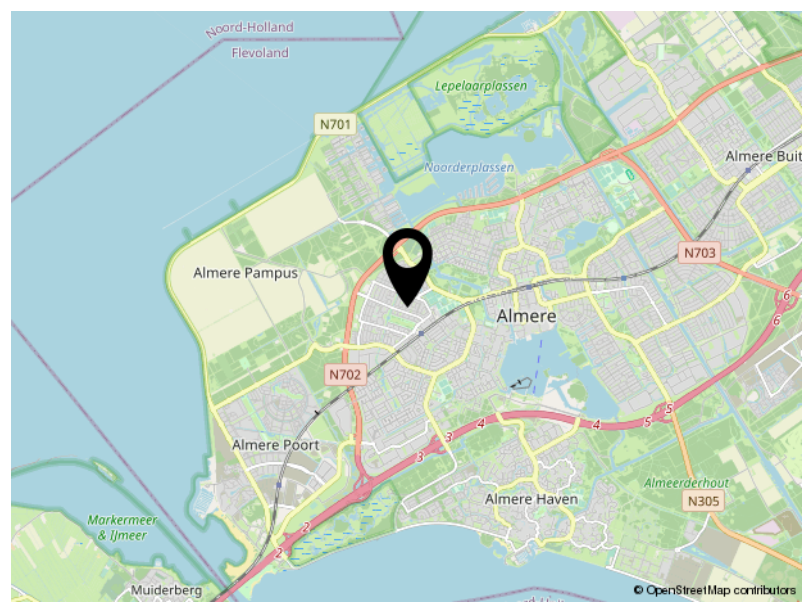 Noord-Holland
Flevoland
Lepelaarplassen
N701
Noorderplassen
Almere Buit
N703
Almere Pampus
6
6
Almere
N702
5
4
4
5
3
3
Almere Poort
Almeerderhout
Almere Haven
N305
Markermeer
& IJmeer
2
2
Muiderberg
© OpenStreetMap contributors